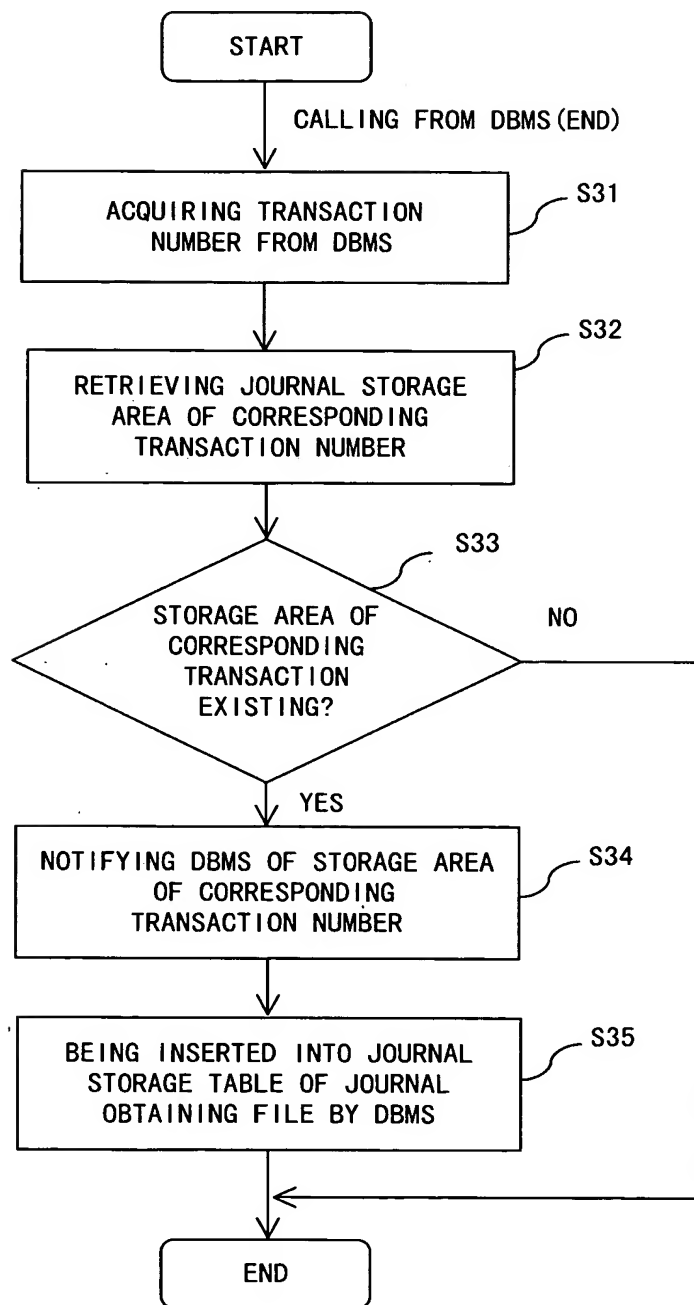 START
CALLING FROM DBMS(END)
S31
ACQUIRING TRANSACTION
NUMBER FROM DBMS
S32
RETRIEVING JOURNAL STORAGE
AREA OF CORRESPONDING
TRANSACTION NUMBER
S33
STORAGE AREA OF
CORRESPONDING
TRANSACTION
EXISTING?
NO
YES
S34
NOTIFYING DBMS OF STORAGE AREA
OF CORRESPONDING
TRANSACTION NUMBER
S35
BEING INSERTED INTO JOURNAL
STORAGE TABLE OF JOURNAL
OBTAINING FILE BY DBMS
END